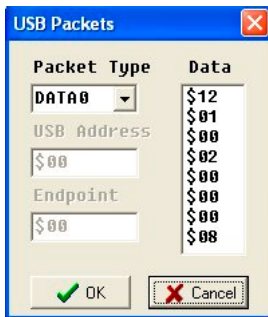 USB Packets
Packet Type
DATA0
USB Address
$00
Endpoint
$00
Data
$12
$01
$00
$02
$00
$00
$00
$08
OK
Cancel